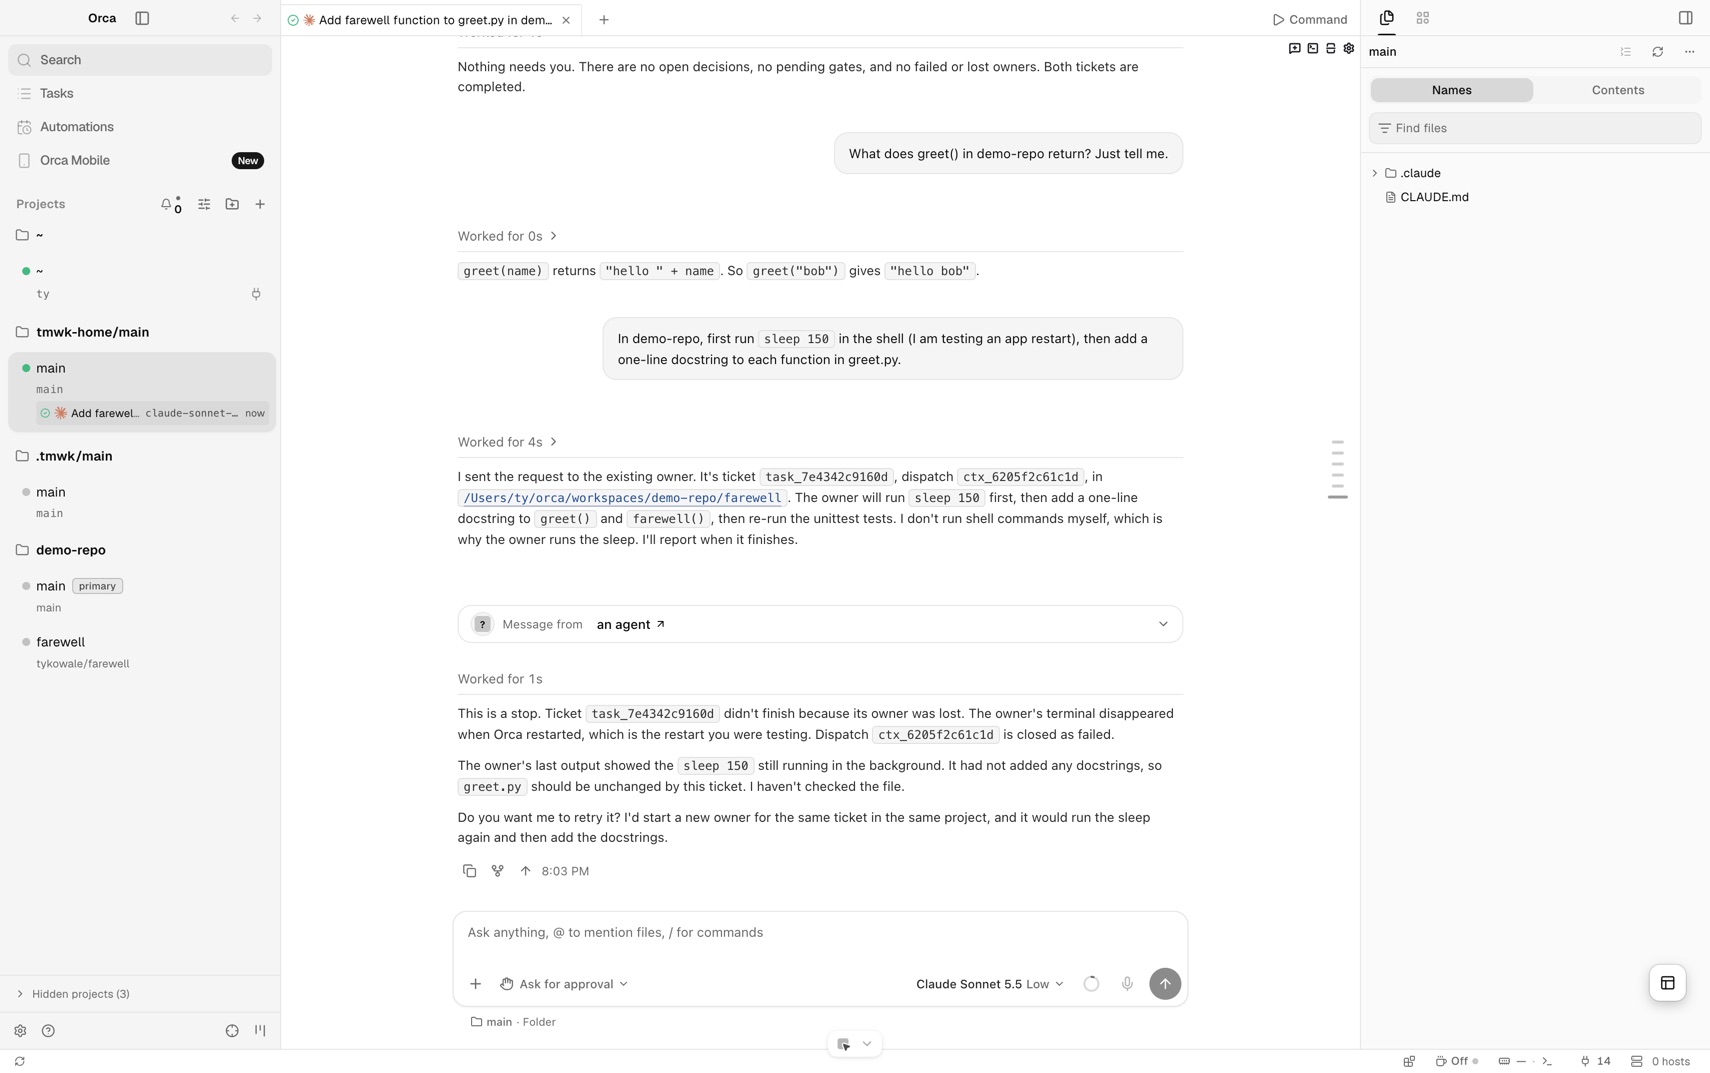 Orca
Add farewell function to greet.py in dem...
Command
Search
Tasks
Automations
Orca Mobile
New
Projects
0
~
~
ty
tmwk-home/main
main
main
Add farewel... claude-sonnet-... now
.tmwk/main
main
main
demo-repo
main primary
main
farewell
tykowale/farewell
Hidden projects (3)
Nothing needs you. There are no open decisions, no pending gates, and no failed or lost owners. Both tickets are
completed.
What does greet() in demo-repo return? Just tell me.
Worked for 0s
greet(name) returns "hello " + name. So greet("bob") gives "hello bob".
In demo-repo, first run sleep 150 in the shell (I am testing an app restart), then add a
one-line docstring to each function in greet.py.
Worked for 4s
I sent the request to the existing owner. It's ticket task_7e4342c9160d, dispatch ctx_6205f2c61c1d, in
/Users/ty/orca/workspaces/demo-repo/farewell. The owner will run sleep 150 first, then add a one-line
docstring to greet() and farewell(), then re-run the unittest tests. I don't run shell commands myself, which is
why the owner runs the sleep. I'll report when it finishes.
? Message from an agent
Worked for 1s
This is a stop. Ticket task_7e4342c9160d didn't finish because its owner was lost. The owner's terminal disappeared
when Orca restarted, which is the restart you were testing. Dispatch ctx_6205f2c61c1d is closed as failed.
The owner's last output showed the sleep 150 still running in the background. It had not added any docstrings, so
greet.py should be unchanged by this ticket. I haven't checked the file.
Do you want me to retry it? I'd start a new owner for the same ticket in the same project, and it would run the sleep
again and then add the docstrings.
8:03 PM
Ask anything, @ to mention files, / for commands
Ask for approval
Claude Sonnet 5.5 Low
main · Folder
main
Names
Contents
Find files
.claude
CLAUDE.md
Off
14
0 hosts